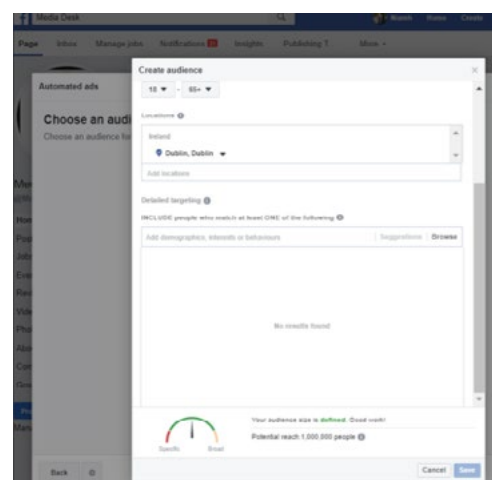 Media Desk
Home Create
Page Inbox Manage jobs Notifications Insights Publishing T More
Automated ads
Choose an audi
Choose an audience for
Create audience
18 - 65+
Locations
Ireland
Dublin, Dublin
Add locations
Detailed targeting
INCLUDE people who match at least ONE of the following
Add demographics, interests or behaviours Suggestions Browse
No results found
Your audience size is defined. Good work!
Potential reach 1,000,000 people
Specific Broad
Cancel Save
Back